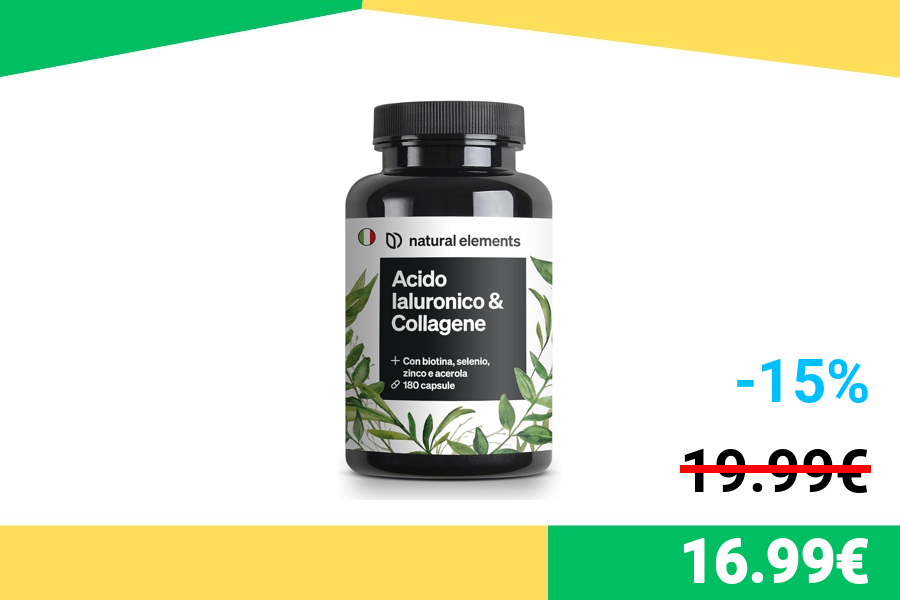 natural elements
Acido
Ialuronico &
Collagene
+ Con biotina, selenio,
zinco e acerola
180 capsule
-15%
19.99€
16.99€